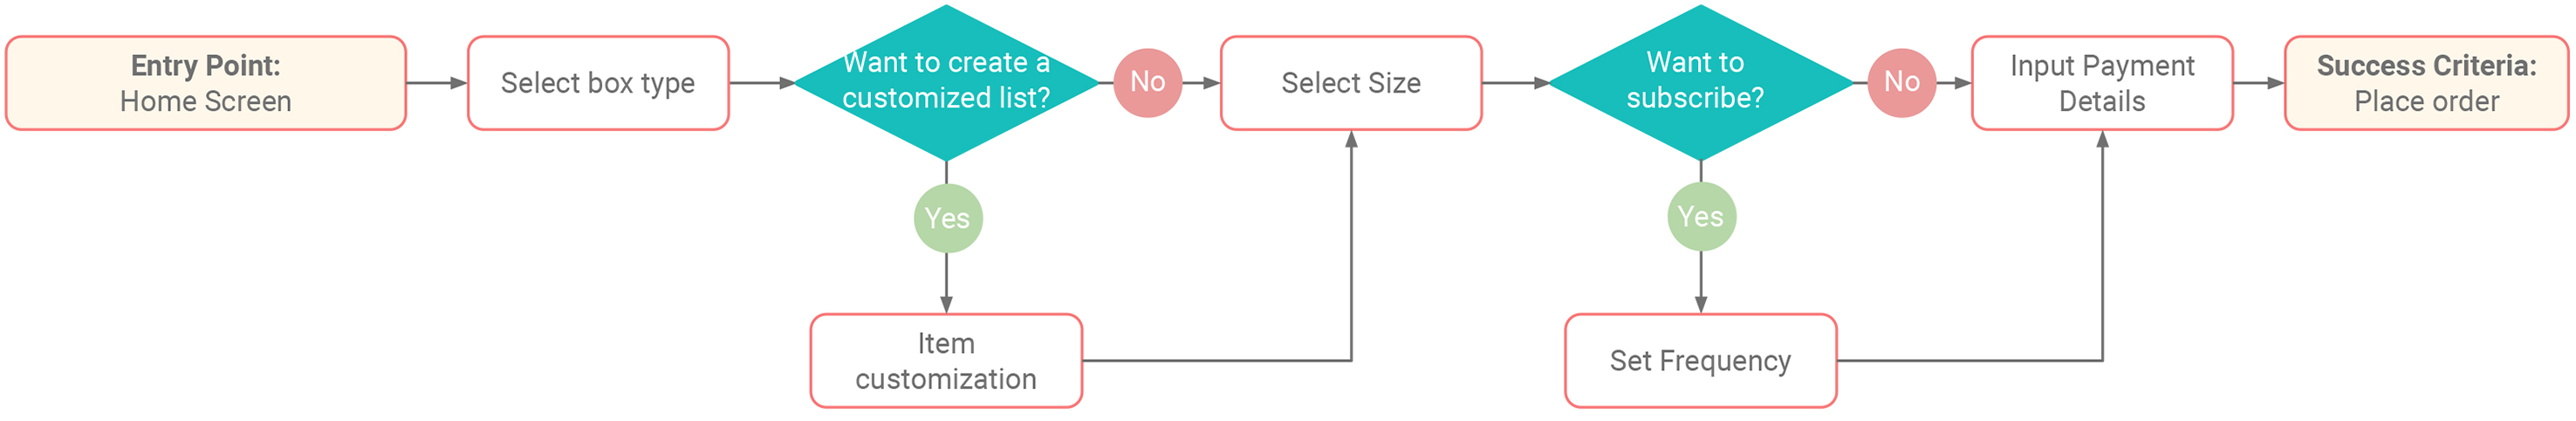 Entry Point:
Home Screen
Select box type
Want to create a
customized list?
No
Select Size
Want to
subscribe?
No
Input Payment
Details
Success Criteria:
Place order
Yes
Yes
Item
customization
Set Frequency